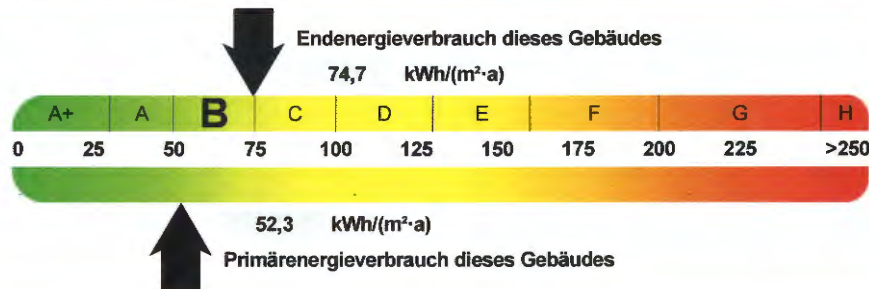 Endenergieverbrauch dieses Gebäudes
74,7 kWh/(m²·a)
A+ A B C D E F G H
0 25 50 75 100 125 150 175 200 225 >250
52,3 kWh/(m²·a)
Primärenergieverbrauch dieses Gebäudes